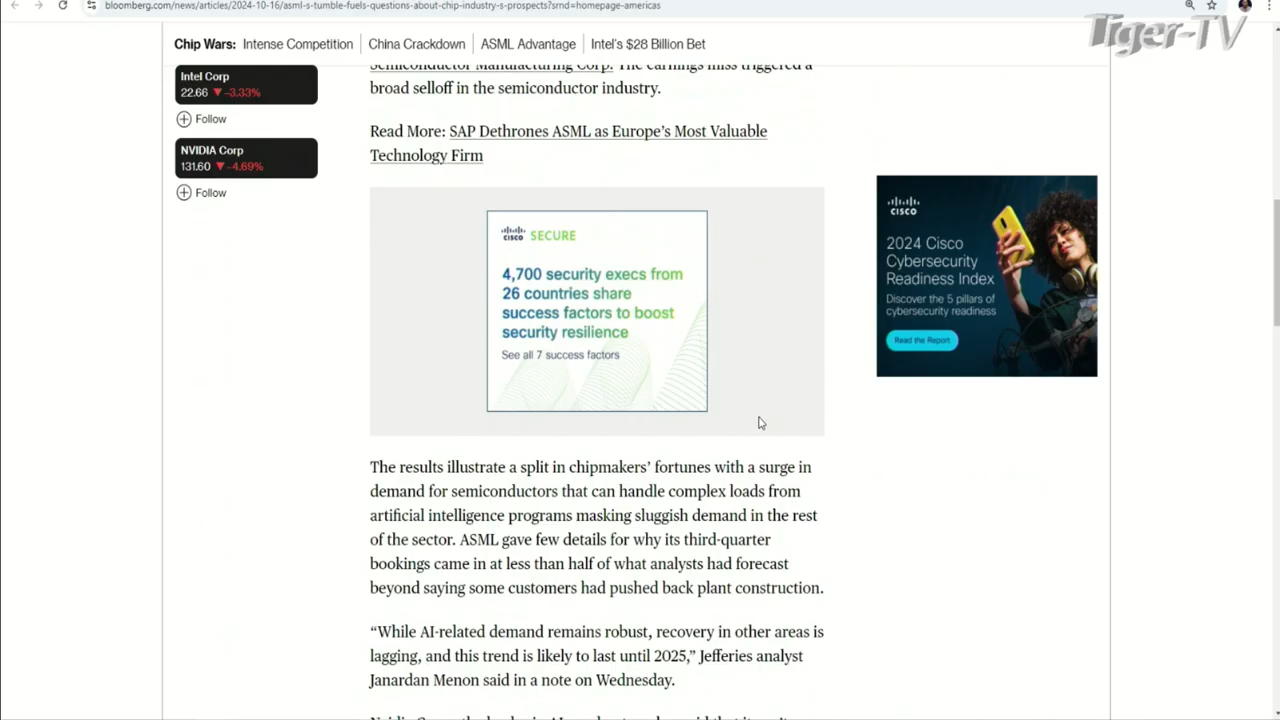 bloomberg.com/news/articles/2024-10-16/asml-s-tumble-fuels-questions-about-chip-industry-s-prospects?srnd=homepage-americas
Tiger-TV
Chip Wars: Intense Competition China Crackdown ASML Advantage Intel's $28 Billion Bet
Intel Corp
22.66 ▼ -3.33%
Follow
NVIDIA Corp
131.60 ▼ -4.69%
Follow
Semiconductor Manufacturing Corp. The earnings miss triggered a
broad selloff in the semiconductor industry.
Read More: SAP Dethrones ASML as Europe's Most Valuable
Technology Firm
CISCO SECURE
4,700 security execs from
26 countries share
success factors to boost
security resilience
See all 7 success factors
CISCO
2024 Cisco
Cybersecurity
Readiness Index
Discover the 5 pillars of
cybersecurity readiness
Read the Report
The results illustrate a split in chipmakers' fortunes with a surge in
demand for semiconductors that can handle complex loads from
artificial intelligence programs masking sluggish demand in the rest
of the sector. ASML gave few details for why its third-quarter
bookings came in at less than half of what analysts had forecast
beyond saying some customers had pushed back plant construction.
“While AI-related demand remains robust, recovery in other areas is
lagging, and this trend is likely to last until 2025,” Jefferies analyst
Janardan Menon said in a note on Wednesday.